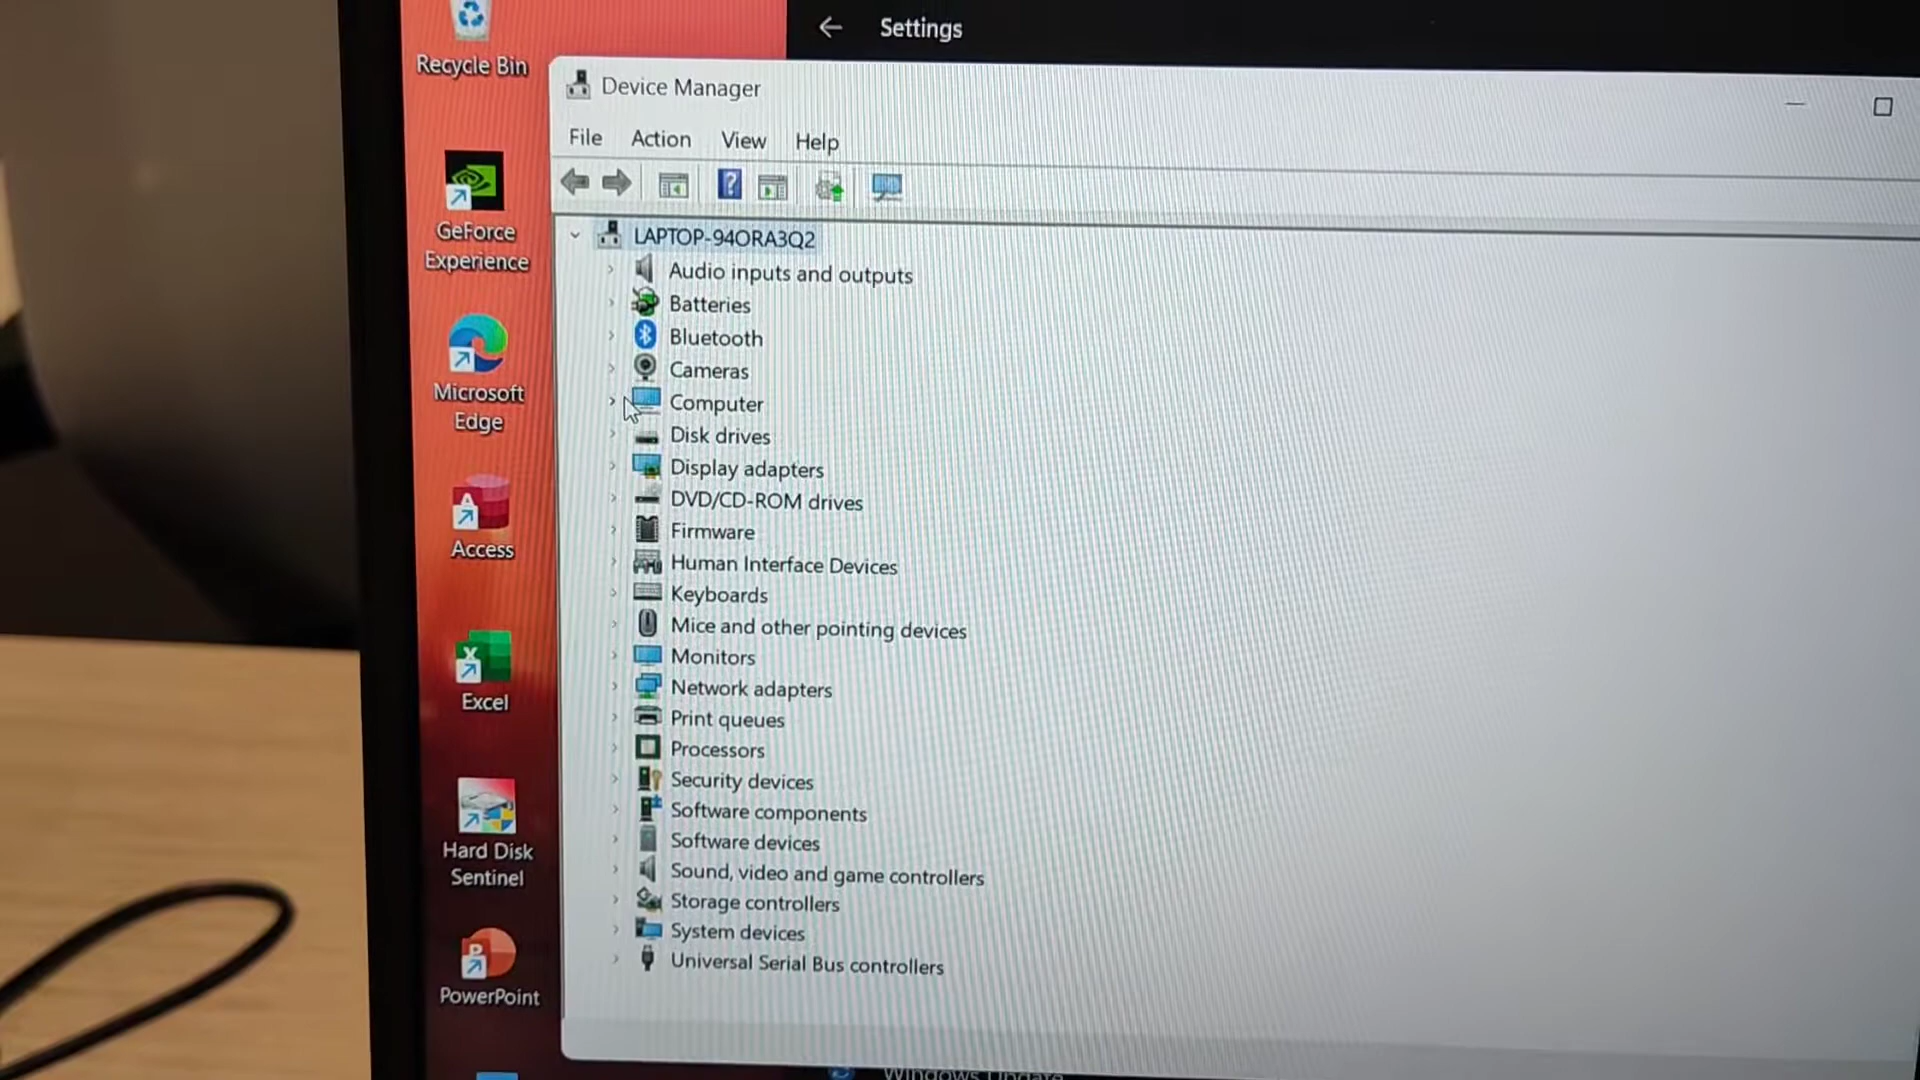 Settings
Recycle Bin
Device Manager
File Action View Help
GeForce
Experience
LAPTOP-94ORA3Q2
Audio inputs and outputs
Batteries
Bluetooth
Cameras
Computer
Disk drives
Display adapters
DVD/CD-ROM drives
Firmware
Human Interface Devices
Keyboards
Mice and other pointing devices
Monitors
Network adapters
Print queues
Processors
Security devices
Software components
Software devices
Sound, video and game controllers
Storage controllers
System devices
Universal Serial Bus controllers
Microsoft
Edge
Access
Excel
Hard Disk
Sentinel
PowerPoint
Windows Update